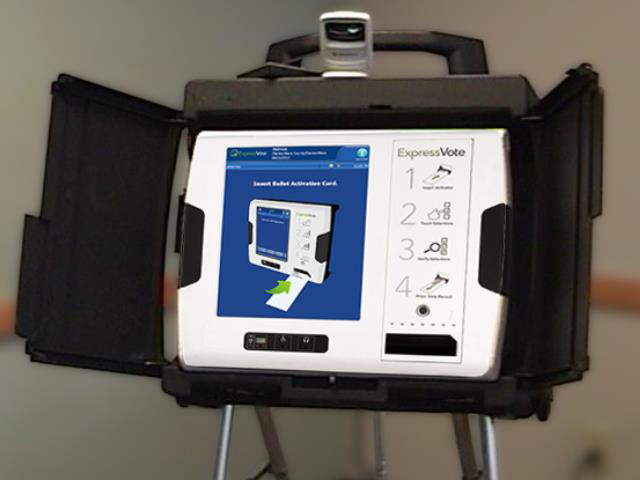 ExpressVote
Insert Ballot Activation Card.
ExpressVote
1
Insert Activator
2
Touch Selections
3
Verify Selections
4
Print Vote Record